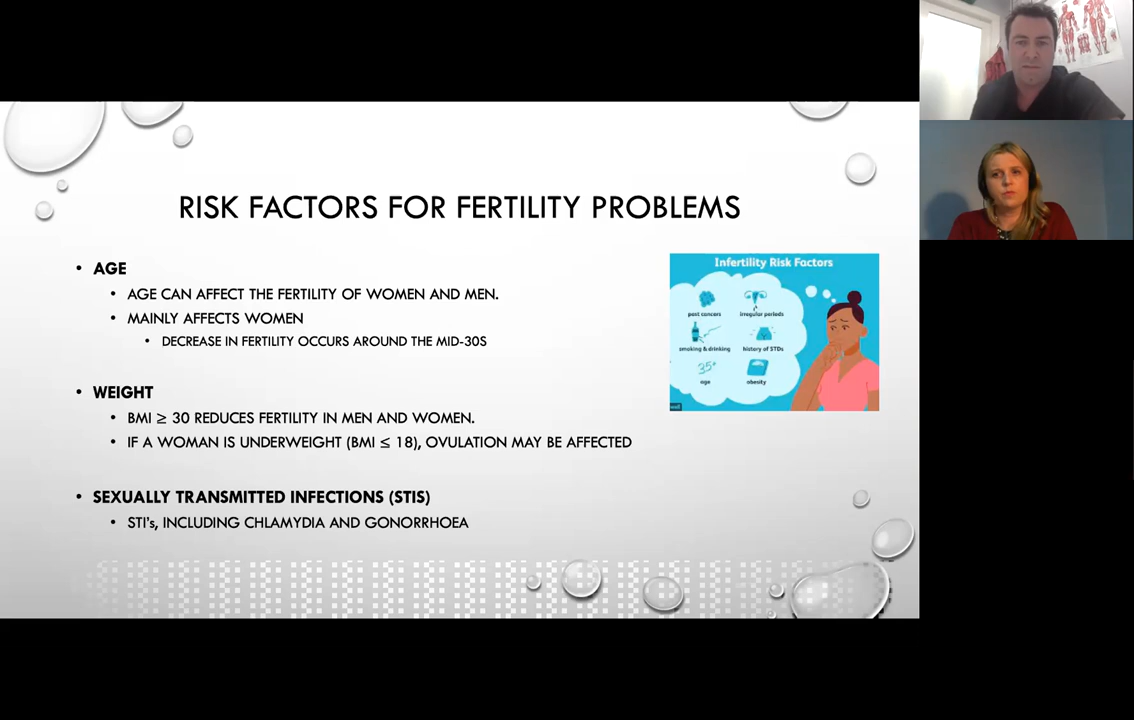 RISK FACTORS FOR FERTILITY PROBLEMS
• AGE
• AGE CAN AFFECT THE FERTILITY OF WOMEN AND MEN.
• MAINLY AFFECTS WOMEN
• DECREASE IN FERTILITY OCCURS AROUND THE MID-30S
• WEIGHT
• BMI ≥ 30 REDUCES FERTILITY IN MEN AND WOMEN.
• IF A WOMAN IS UNDERWEIGHT (BMI ≤ 18), OVULATION MAY BE AFFECTED
• SEXUALLY TRANSMITTED INFECTIONS (STIS)
• STI's, INCLUDING CHLAMYDIA AND GONORRHOEA
Infertility Risk Factors
past cancers
irregular periods
smoking & drinking
history of STDs
35+
age
obesity